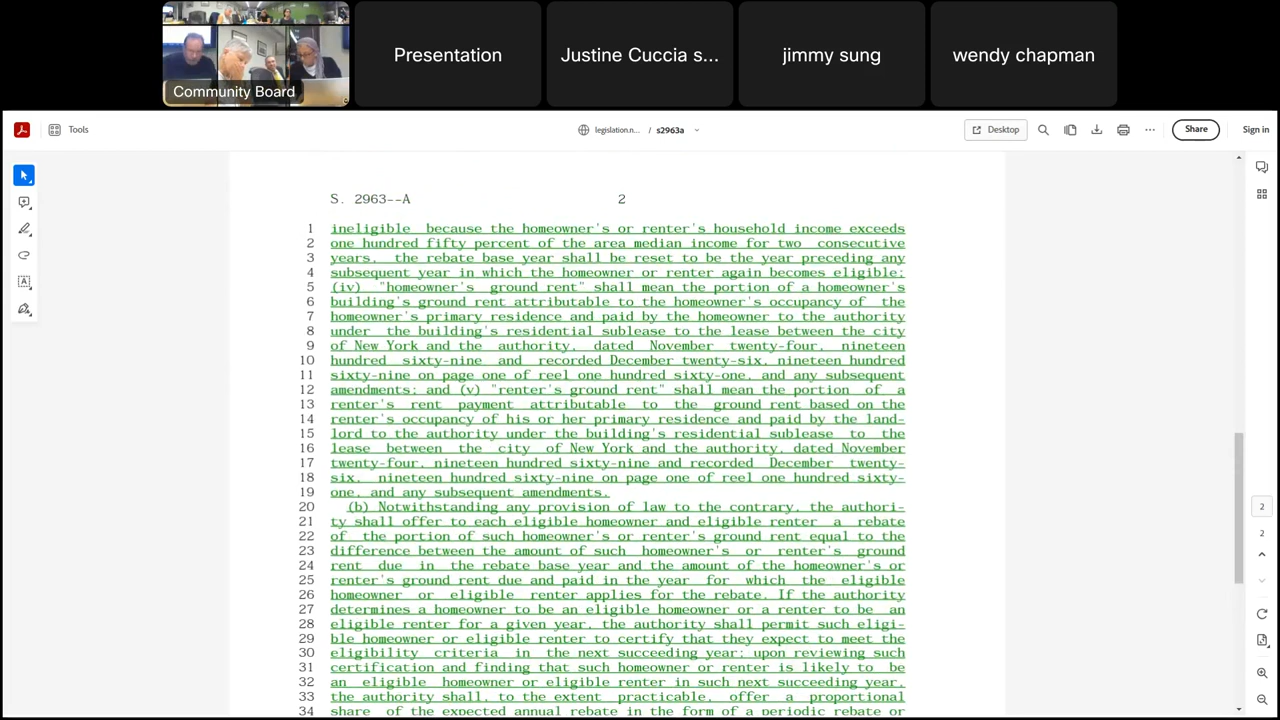 Community Board
Presentation
Justine Cuccia s...
jimmy sung
wendy chapman
Tools
legislation.n... / s2963a
Desktop
Share
Sign in
S. 2963--A 2
1 ineligible because the homeowner's or renter's household income exceeds
2 one hundred fifty percent of the area median income for two consecutive
3 years, the rebate base year shall be reset to be the year preceding any
4 subsequent year in which the homeowner or renter again becomes eligible;
5 (iv) "homeowner's ground rent" shall mean the portion of a homeowner's
6 building's ground rent attributable to the homeowner's occupancy of the
7 homeowner's primary residence and paid by the homeowner to the authority
8 under the building's residential sublease to the lease between the city
9 of New York and the authority, dated November twenty-four, nineteen
10 hundred sixty-nine and recorded December twenty-six, nineteen hundred
11 sixty-nine on page one of reel one hundred sixty-one, and any subsequent
12 amendments; and (v) "renter's ground rent" shall mean the portion of a
13 renter's rent payment attributable to the ground rent based on the
14 renter's occupancy of his or her primary residence and paid by the land-
15 lord to the authority under the building's residential sublease to the
16 lease between the city of New York and the authority, dated November
17 twenty-four, nineteen hundred sixty-nine and recorded December twenty-
18 six, nineteen hundred sixty-nine on page one of reel one hundred sixty-
19 one, and any subsequent amendments.
20 (b) Notwithstanding any provision of law to the contrary, the authori-
21 ty shall offer to each eligible homeowner and eligible renter a rebate
22 of the portion of such homeowner's or renter's ground rent equal to the
23 difference between the amount of such homeowner's or renter's ground
24 rent due in the rebate base year and the amount of the homeowner's or
25 renter's ground rent due and paid in the year for which the eligible
26 homeowner or eligible renter applies for the rebate. If the authority
27 determines a homeowner to be an eligible homeowner or a renter to be an
28 eligible renter for a given year, the authority shall permit such eligi-
29 ble homeowner or eligible renter to certify that they expect to meet the
30 eligibility criteria in the next succeeding year; upon reviewing such
31 certification and finding that such homeowner or renter is likely to be
32 an eligible homeowner or eligible renter in such next succeeding year,
33 the authority shall, to the extent practicable, offer a proportional
34 share of the expected annual rebate in the form of a periodic rebate or
2
2